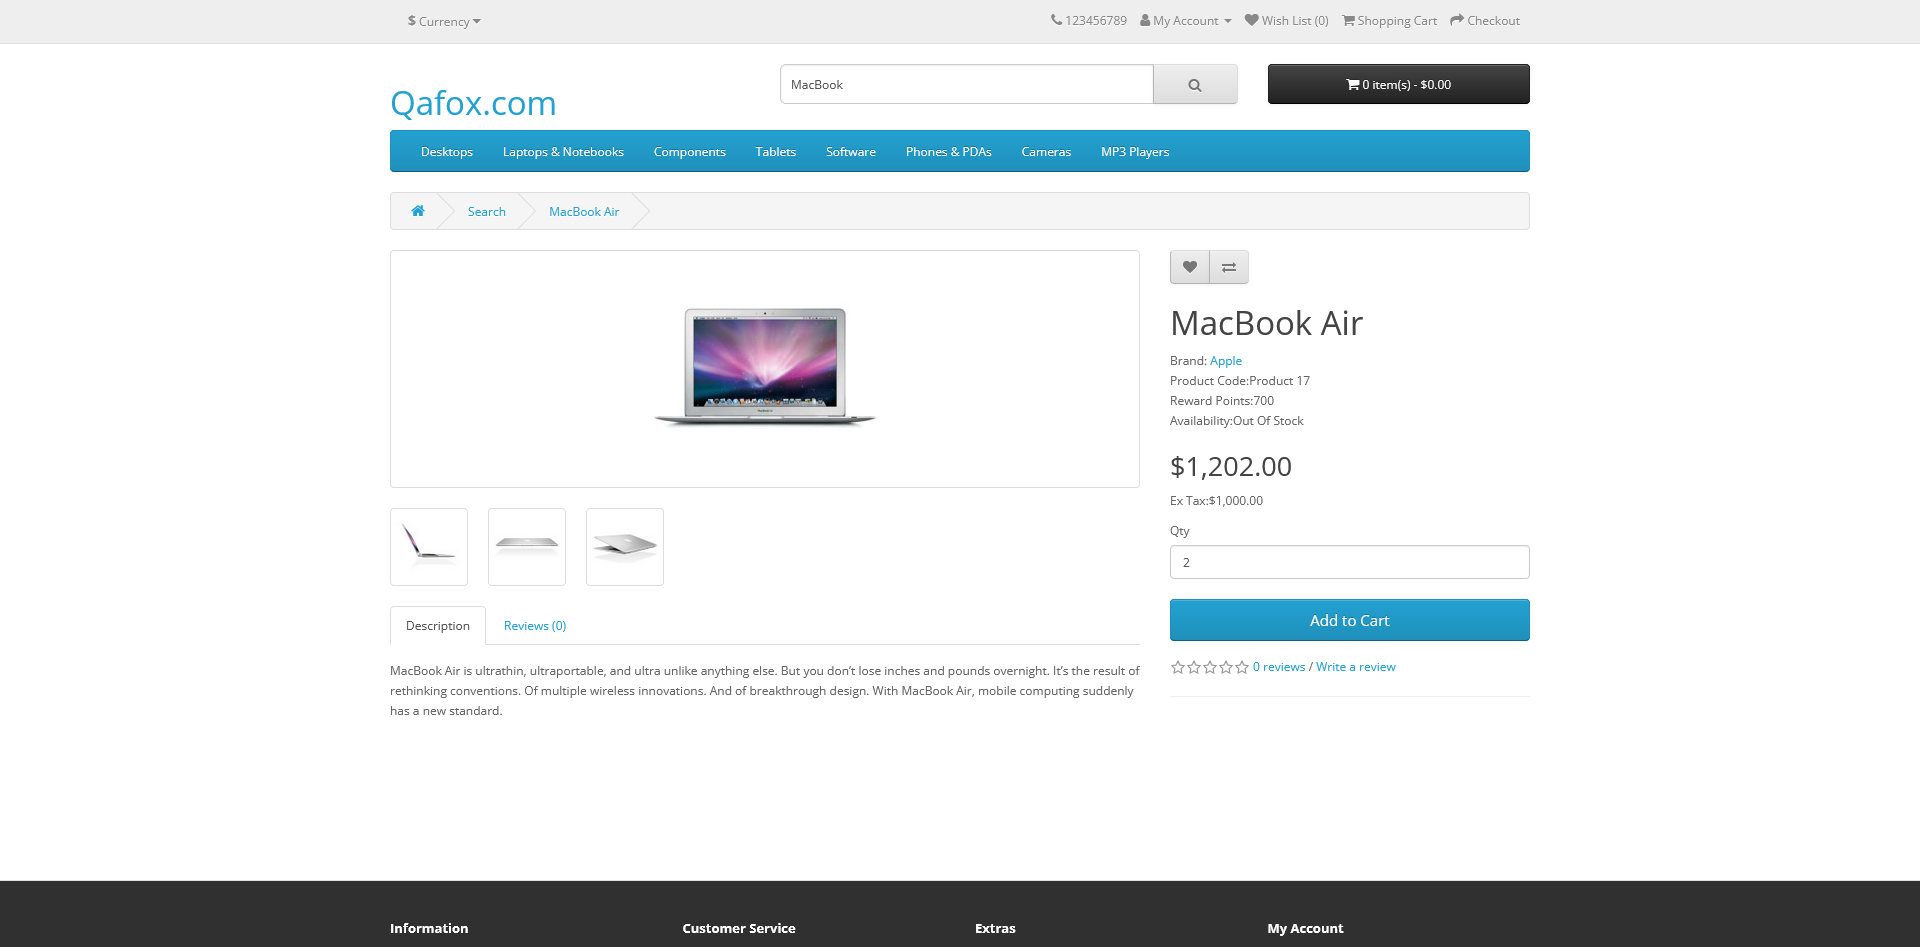 $ Currency
123456789 My Account Wish List (0) Shopping Cart Checkout
Qafox.com
MacBook
0 item(s) - $0.00
Desktops Laptops & Notebooks Components Tablets Software Phones & PDAs Cameras MP3 Players
Search MacBook Air
MacBook Air
Brand: Apple
Product Code:Product 17
Reward Points:700
Availability:Out Of Stock
$1,202.00
Ex Tax:$1,000.00
Qty
2
Add to Cart
0 reviews / Write a review
Description Reviews (0)
MacBook Air is ultrathin, ultraportable, and ultra unlike anything else. But you don’t lose inches and pounds overnight. It’s the result of
rethinking conventions. Of multiple wireless innovations. And of breakthrough design. With MacBook Air, mobile computing suddenly
has a new standard.
Information Customer Service Extras My Account